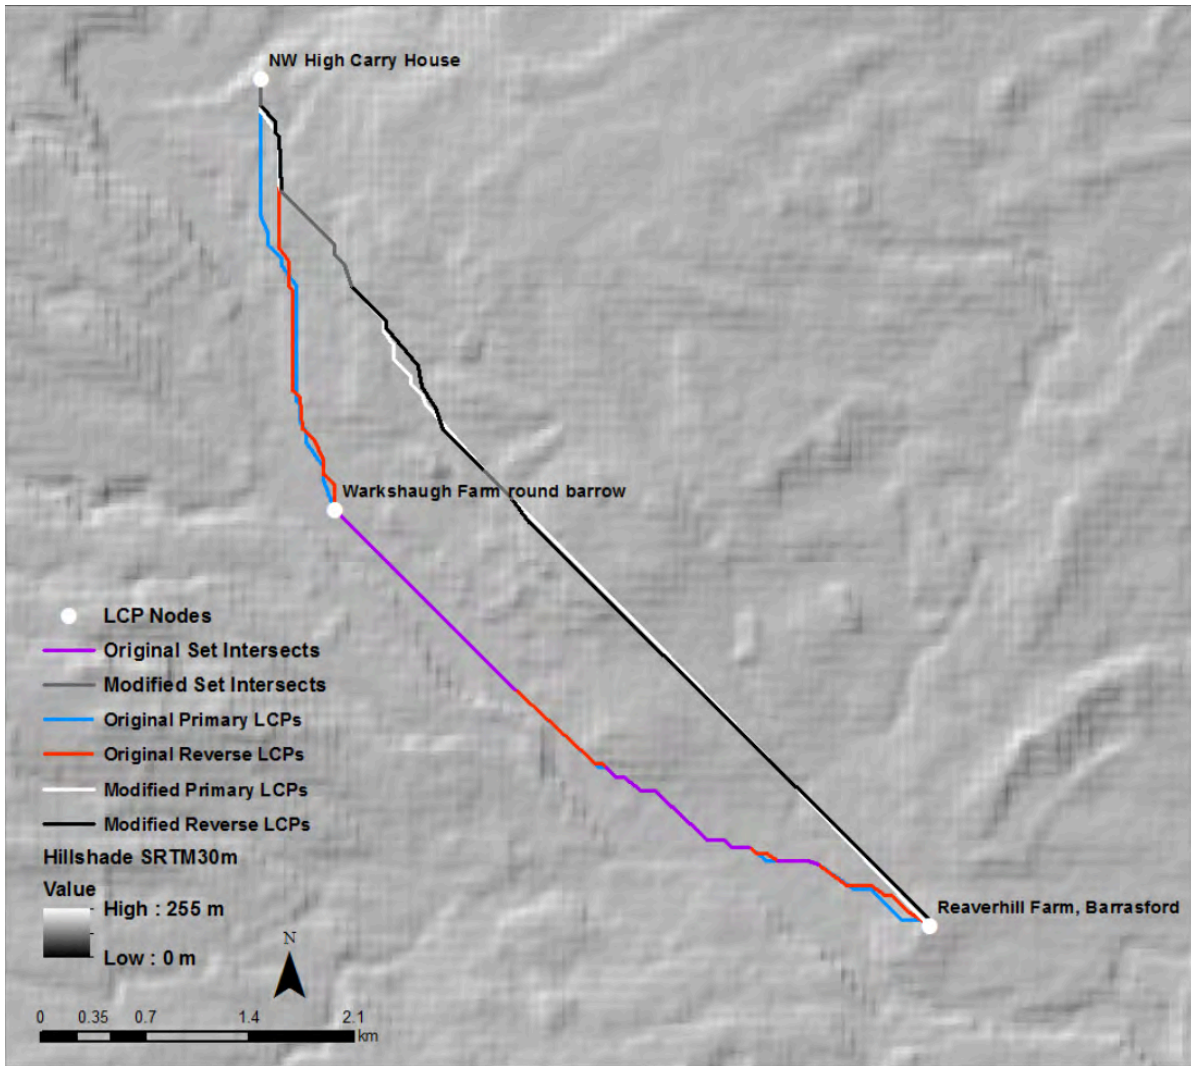 NW High Carry House
Warkshaugh Farm round barrow
LCP Nodes
Original Set Intersects
Modified Set Intersects
Original Primary LCPs
Original Reverse LCPs
Modified Primary LCPs
Modified Reverse LCPs
Hillshade SRTM30m
Value
High : 255 m
Low : 0 m
Reaverhill Farm, Barrasford
N
0 0.35 0.7 1.4 2.1
km